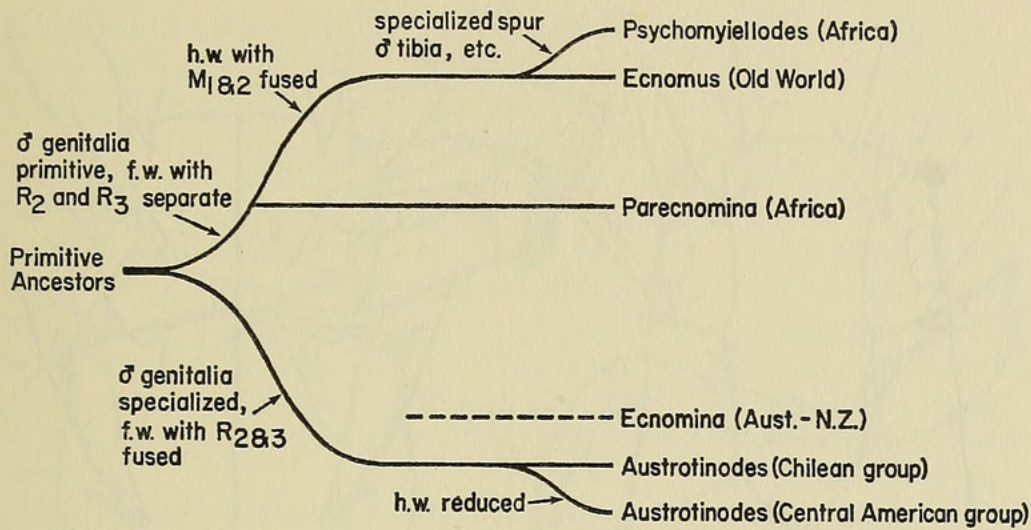 specialized spur
♂ tibia, etc.
Psychomyiellodes (Africa)
Ecnomus (Old World)
h.w. with
M1&2 fused
♂ genitalia
primitive, f.w. with
R2 and R3 separate
Parecnomina (Africa)
Primitive
Ancestors
♂ genitalia
specialized,
f.w. with R2&3
fused
Ecnomina (Aust.-N.Z.)
Austrotinodes (Chilean group)
h.w. reduced
Austrotinodes (Central American group)